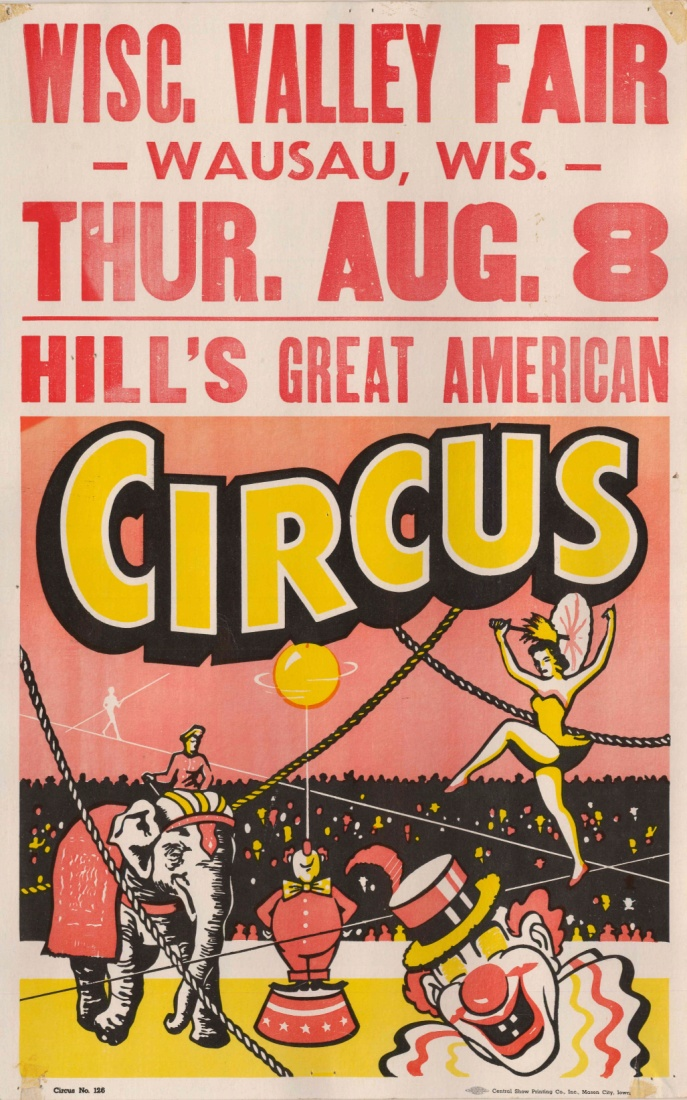 WISC. VALLEY FAIR
– WAUSAU, WIS. –
THUR. AUG. 8
HILL'S GREAT AMERICAN
CIRCUS
Circus No. 126
Central Show Printing Co., Inc., Mason City, Iowa